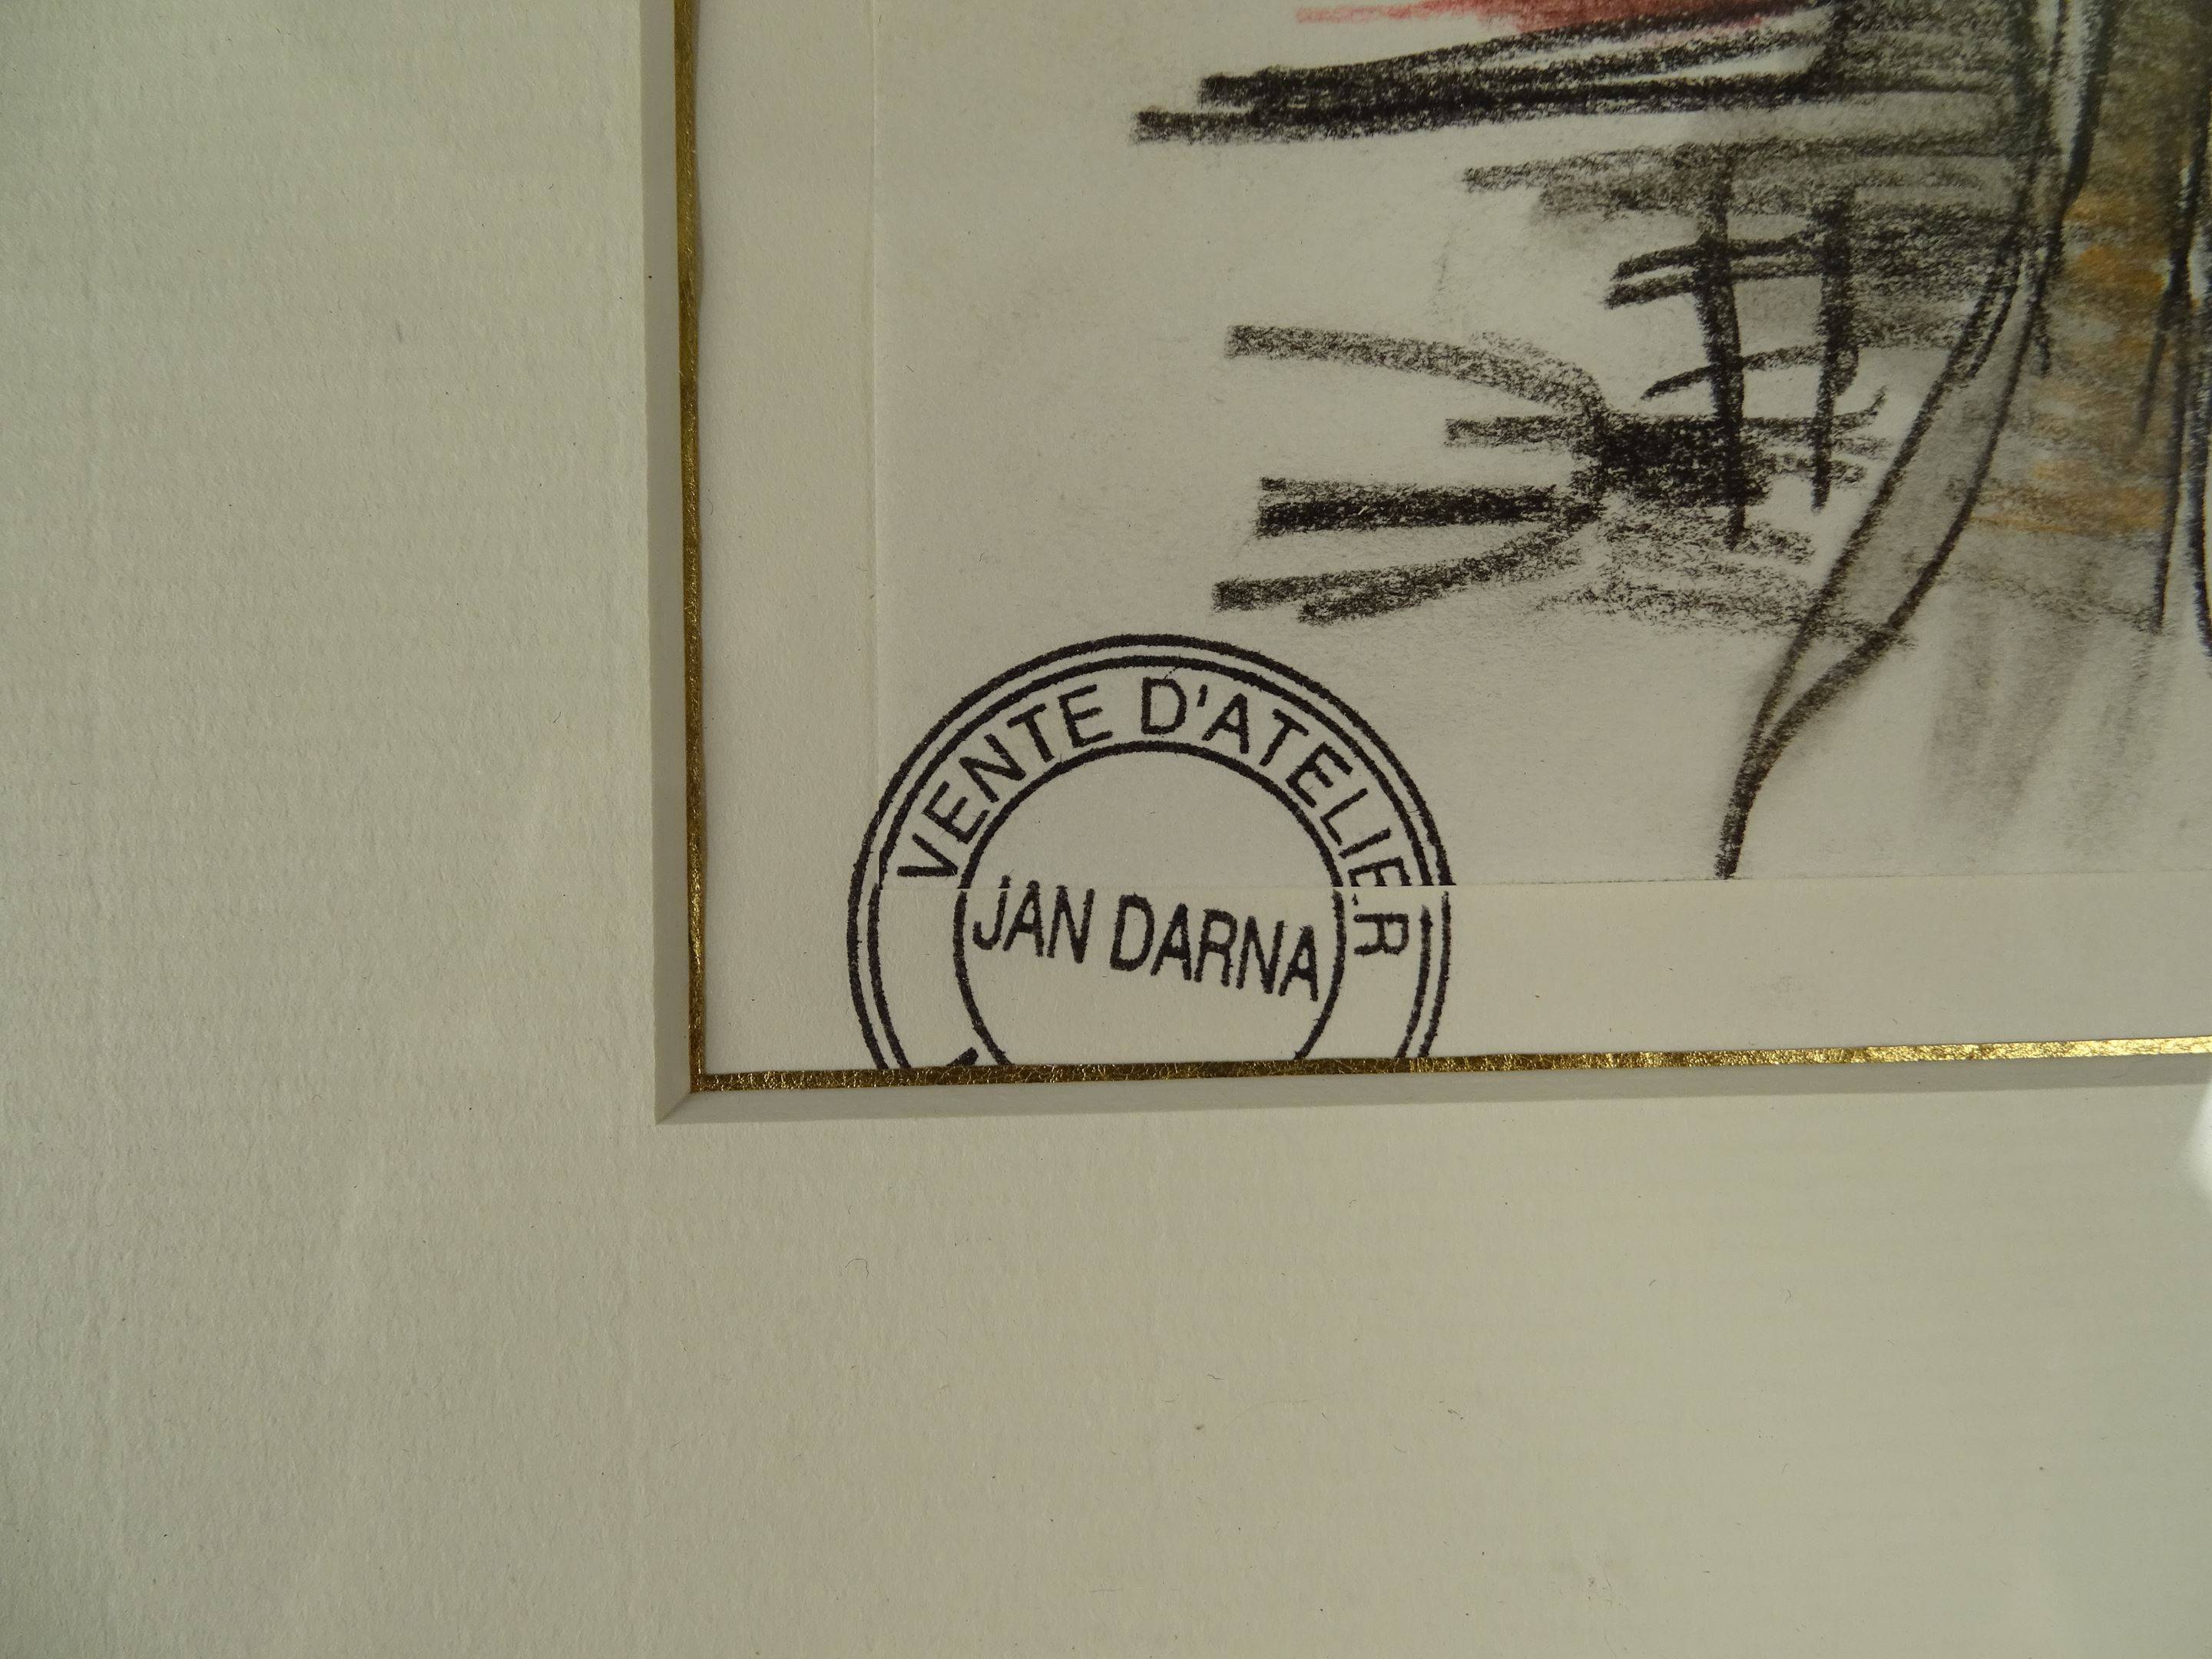 VENTE D'ATELIER
JAN DARNA